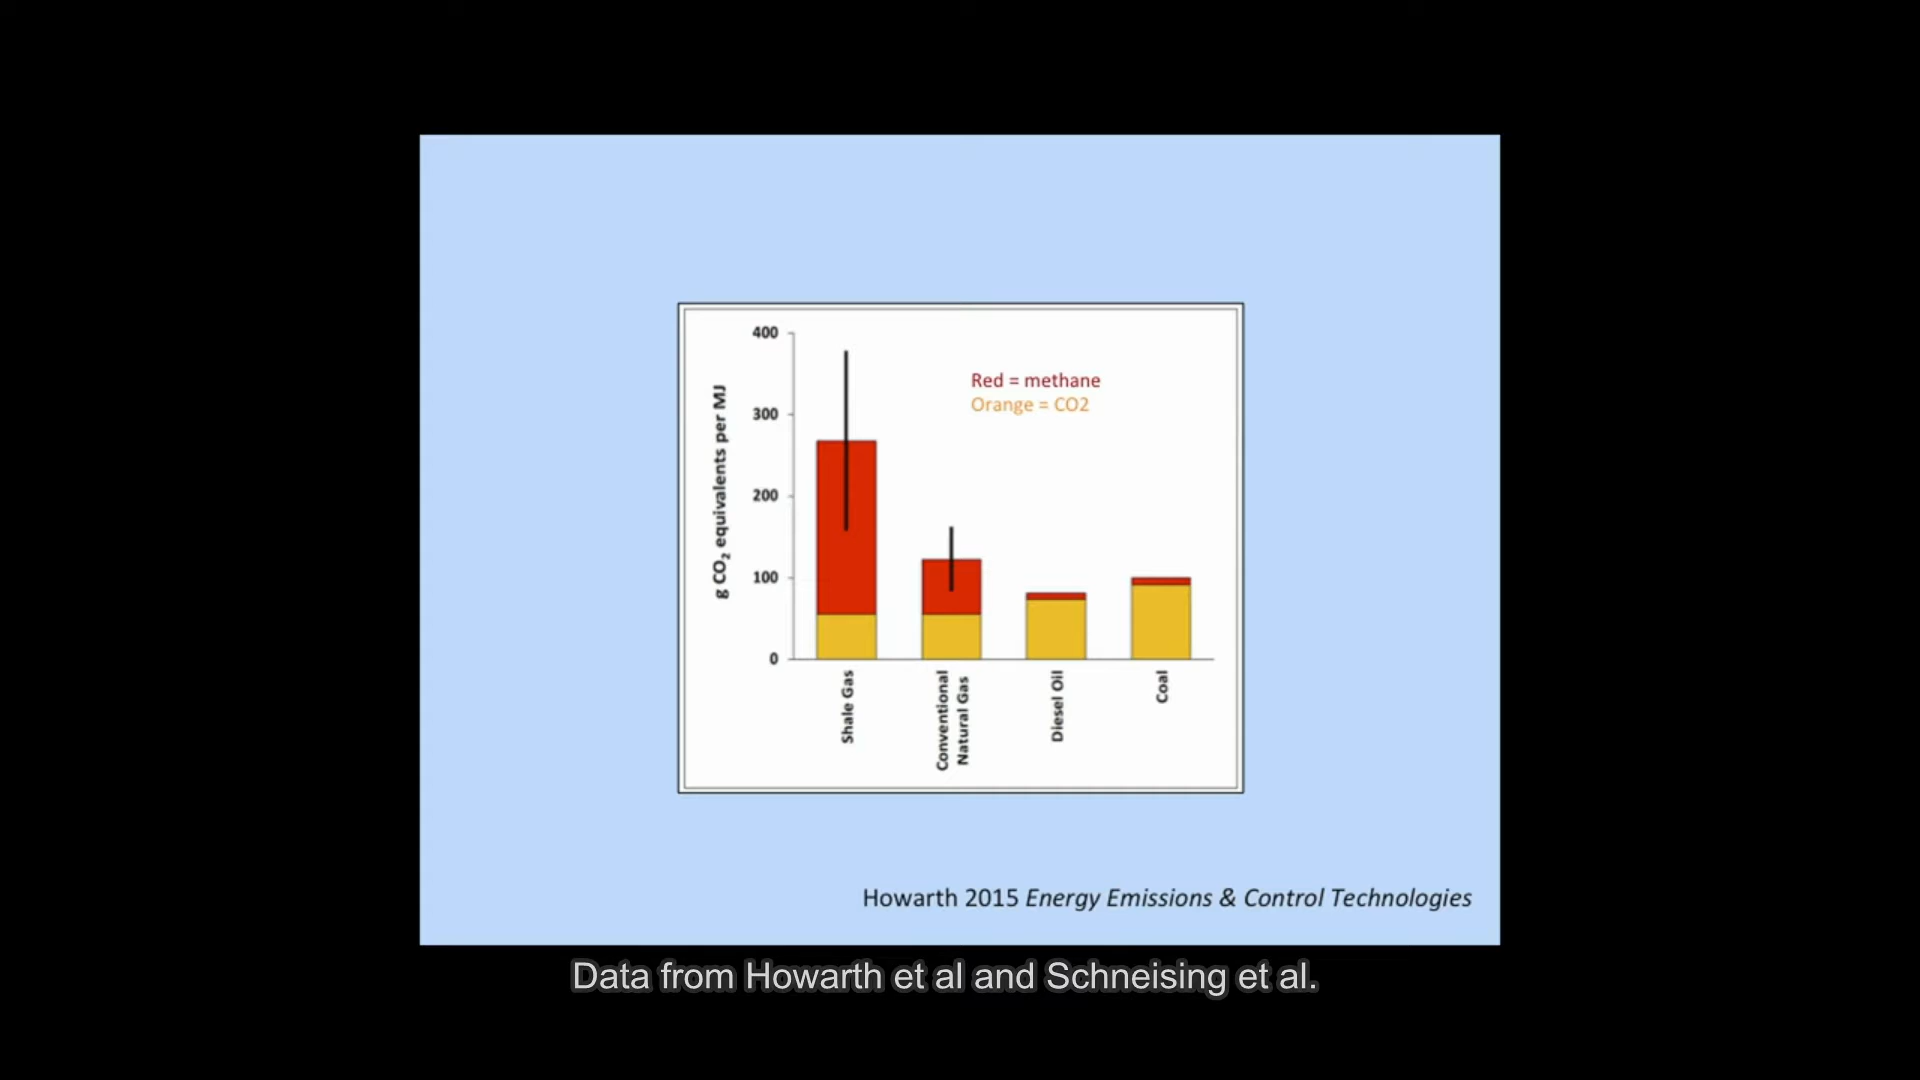 400
300
200
100
0
g CO₂ equivalents per MJ
Red = methane
Orange = CO2
Shale Gas
Conventional
Natural Gas
Diesel Oil
Coal
Howarth 2015 Energy Emissions & Control Technologies
Data from Howarth et al and Schneising et al.